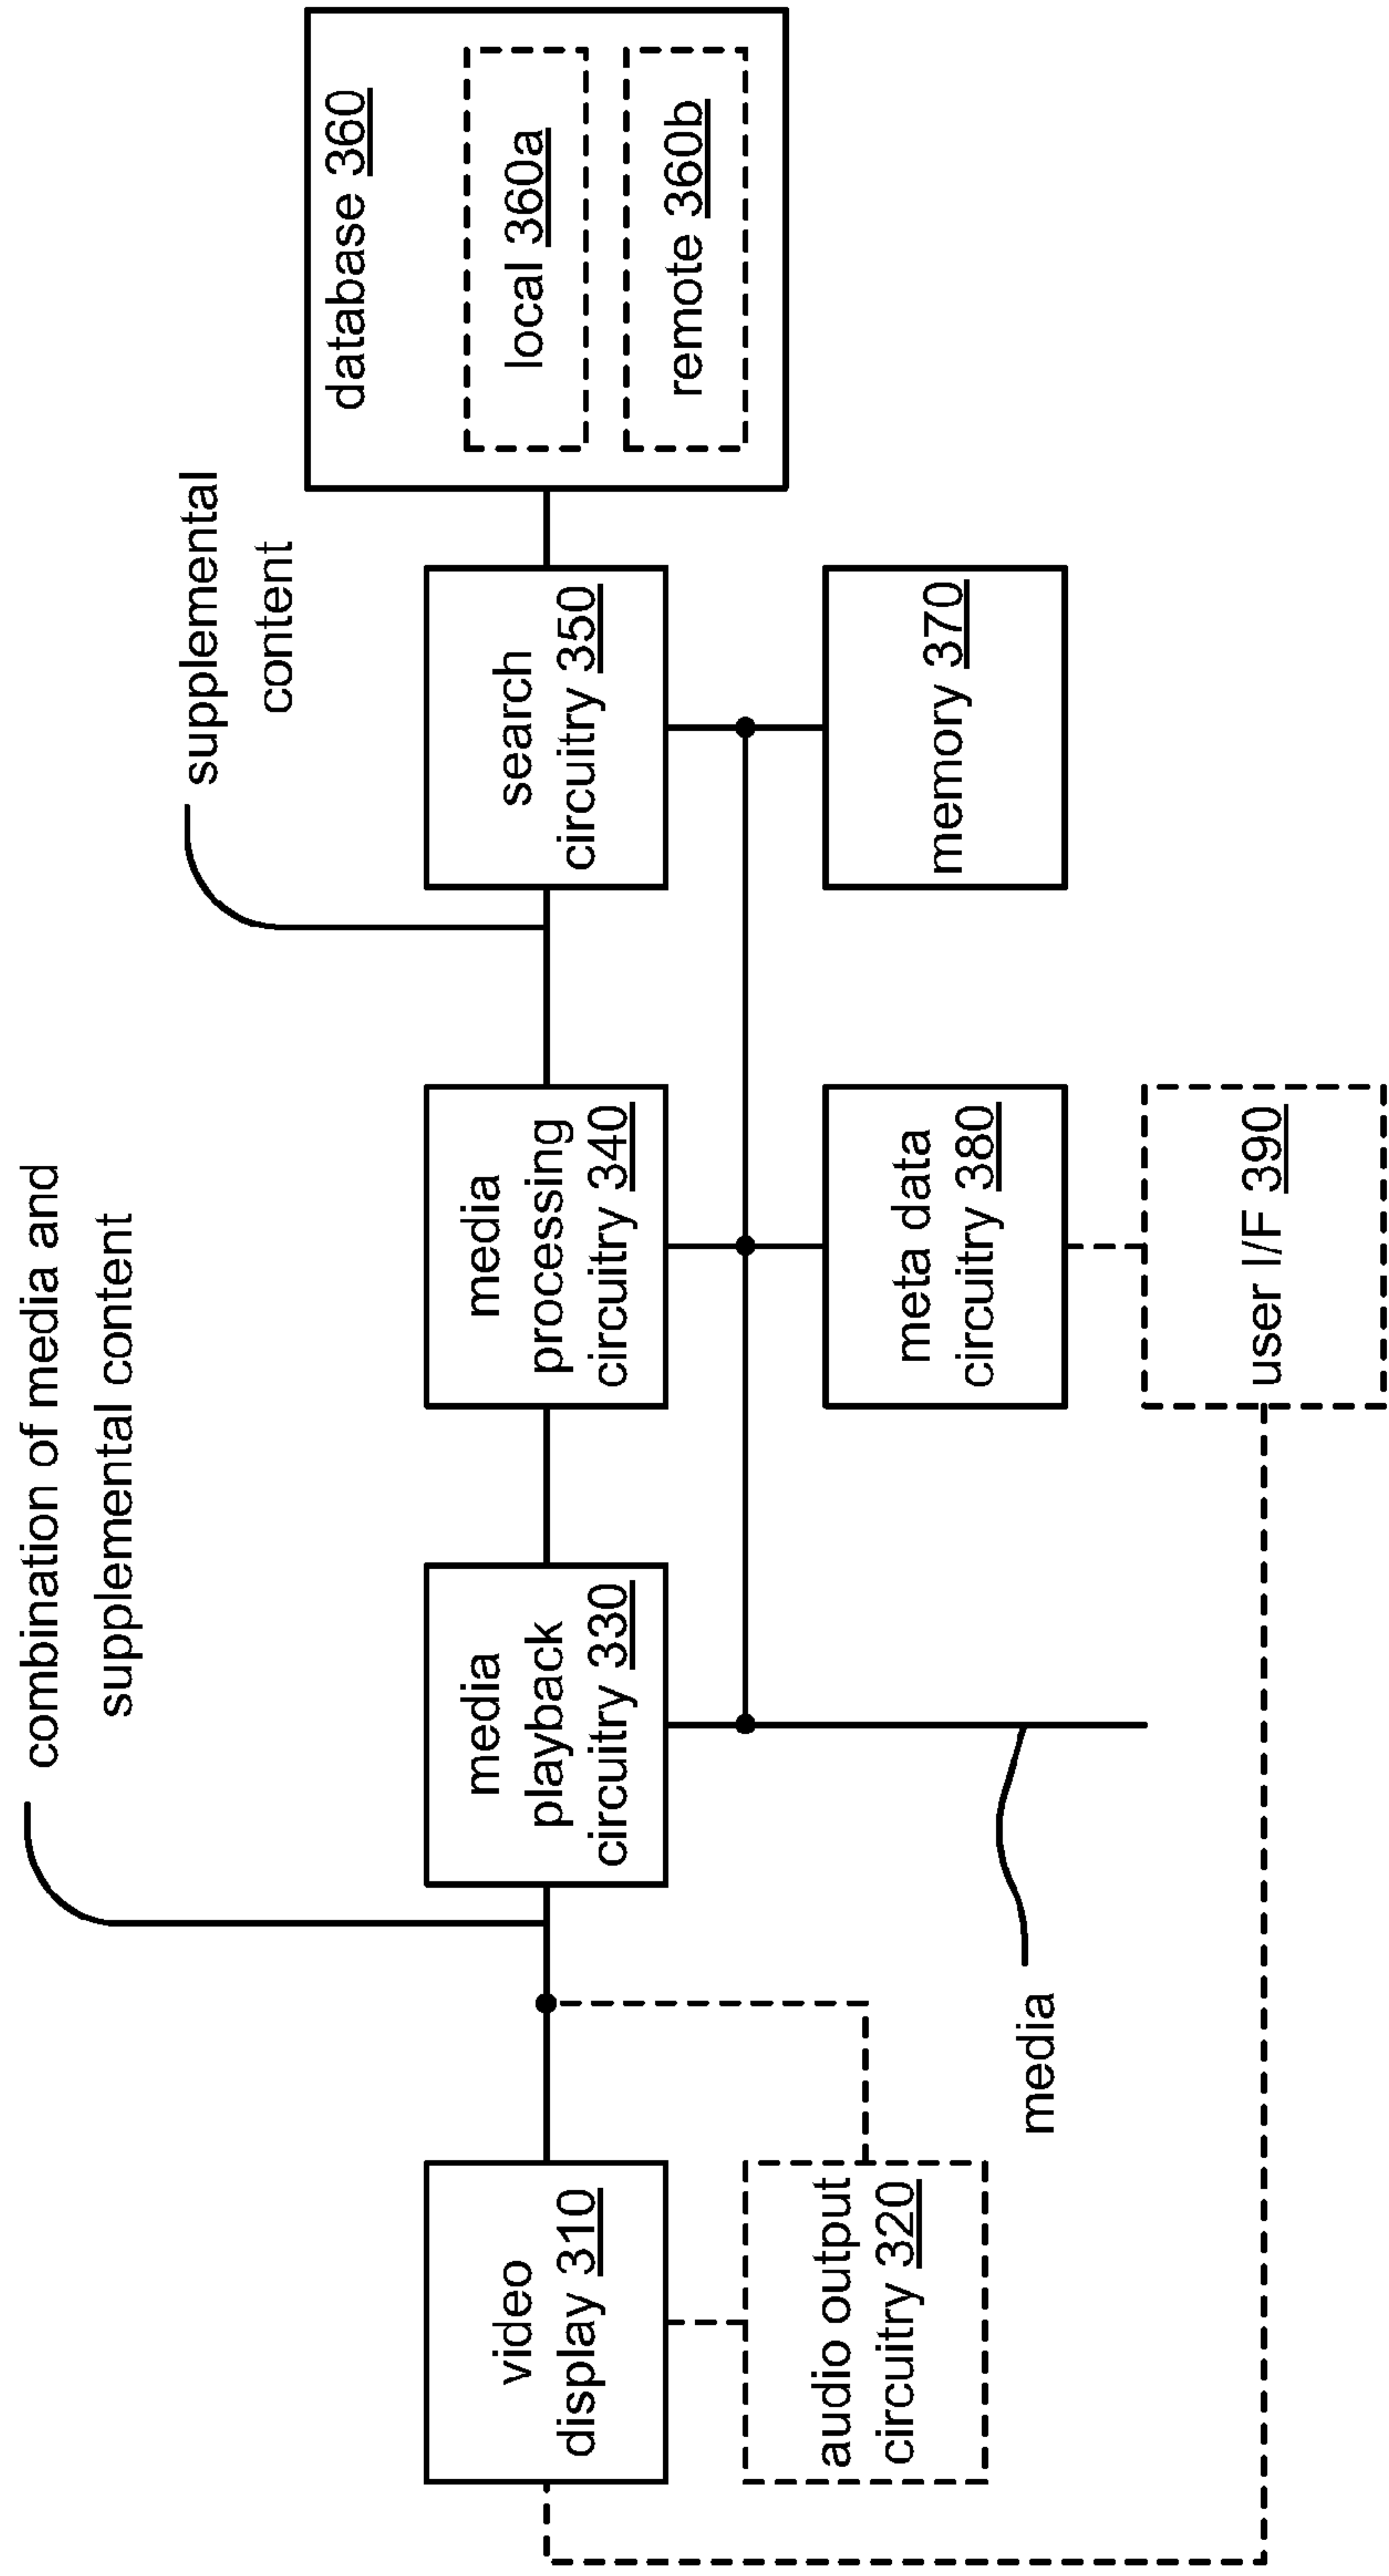 combination of media and
supplemental content
supplemental
content
video
display 310
media
playback
circuitry 330
media
processing
circuitry 340
search
circuitry 350
database 360
local 360a
remote 360b
audio output
circuitry 320
media
meta data
circuitry 380
memory 370
user I/F 390